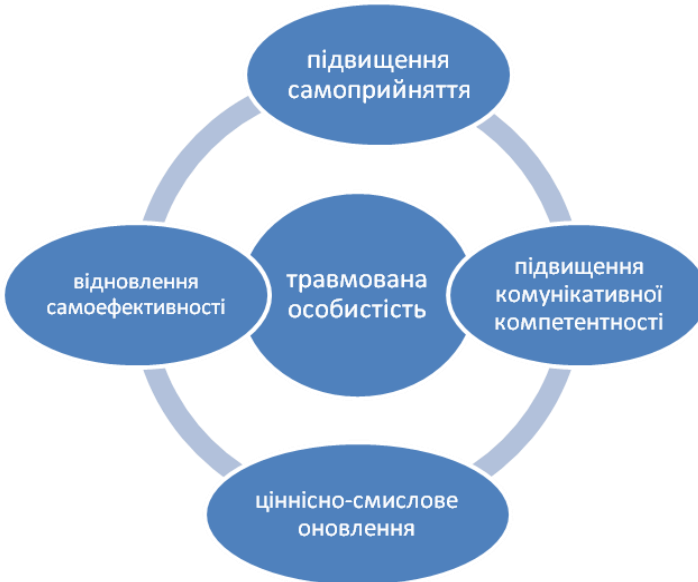 підвищення
самоприйняття
відновлення
самоефективності
травмована
особистість
підвищення
комунікативної
компетентності
ціннісно-смислове
оновлення